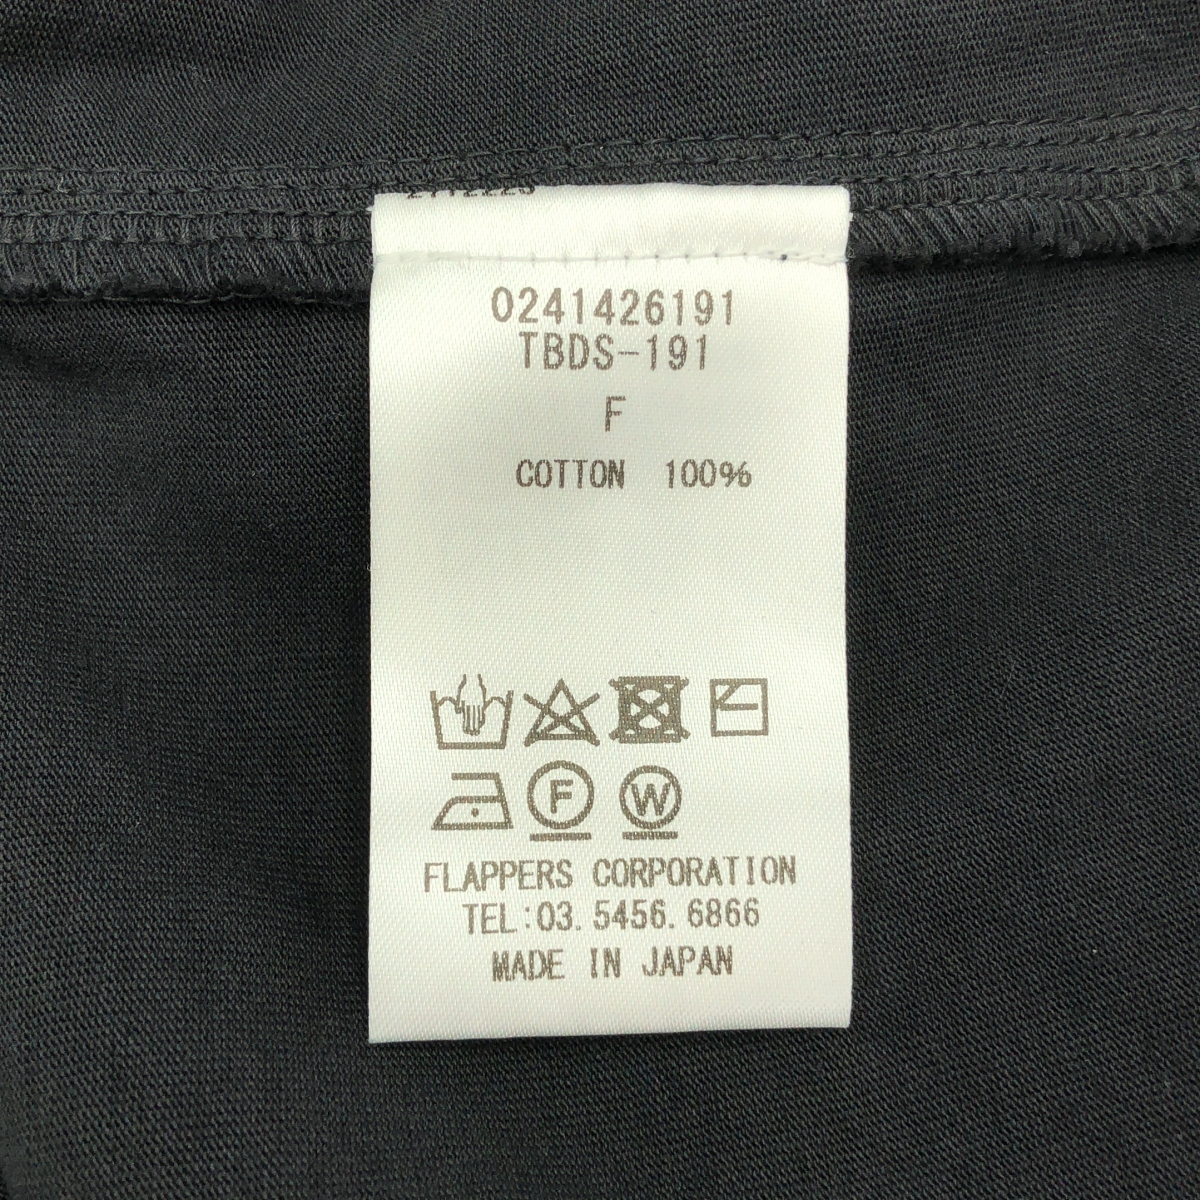 0241426191
TBDS-191
F
COTTON 100%
F W
FLAPPERS CORPORATION
TEL:03.5456.6866
MADE IN JAPAN